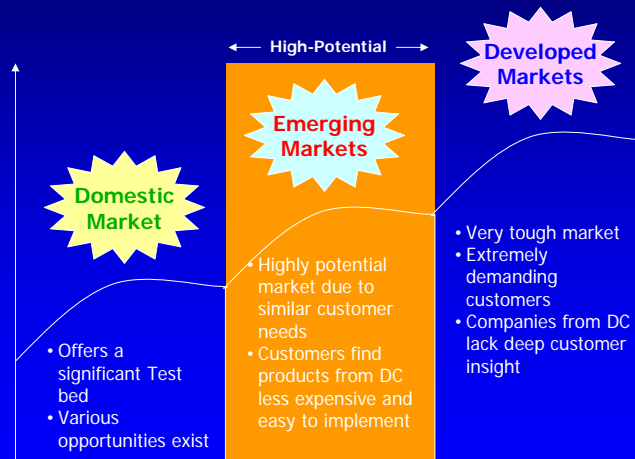 High-Potential
Developed
Markets
Emerging
Markets
Domestic
Market
• Very tough market
• Extremely
demanding
customers
• Companies from DC
lack deep customer
insight
• Highly potential
market due to
similar customer
needs
• Customers find
products from DC
less expensive and
easy to implement
• Offers a
significant Test
bed
• Various
opportunities exist